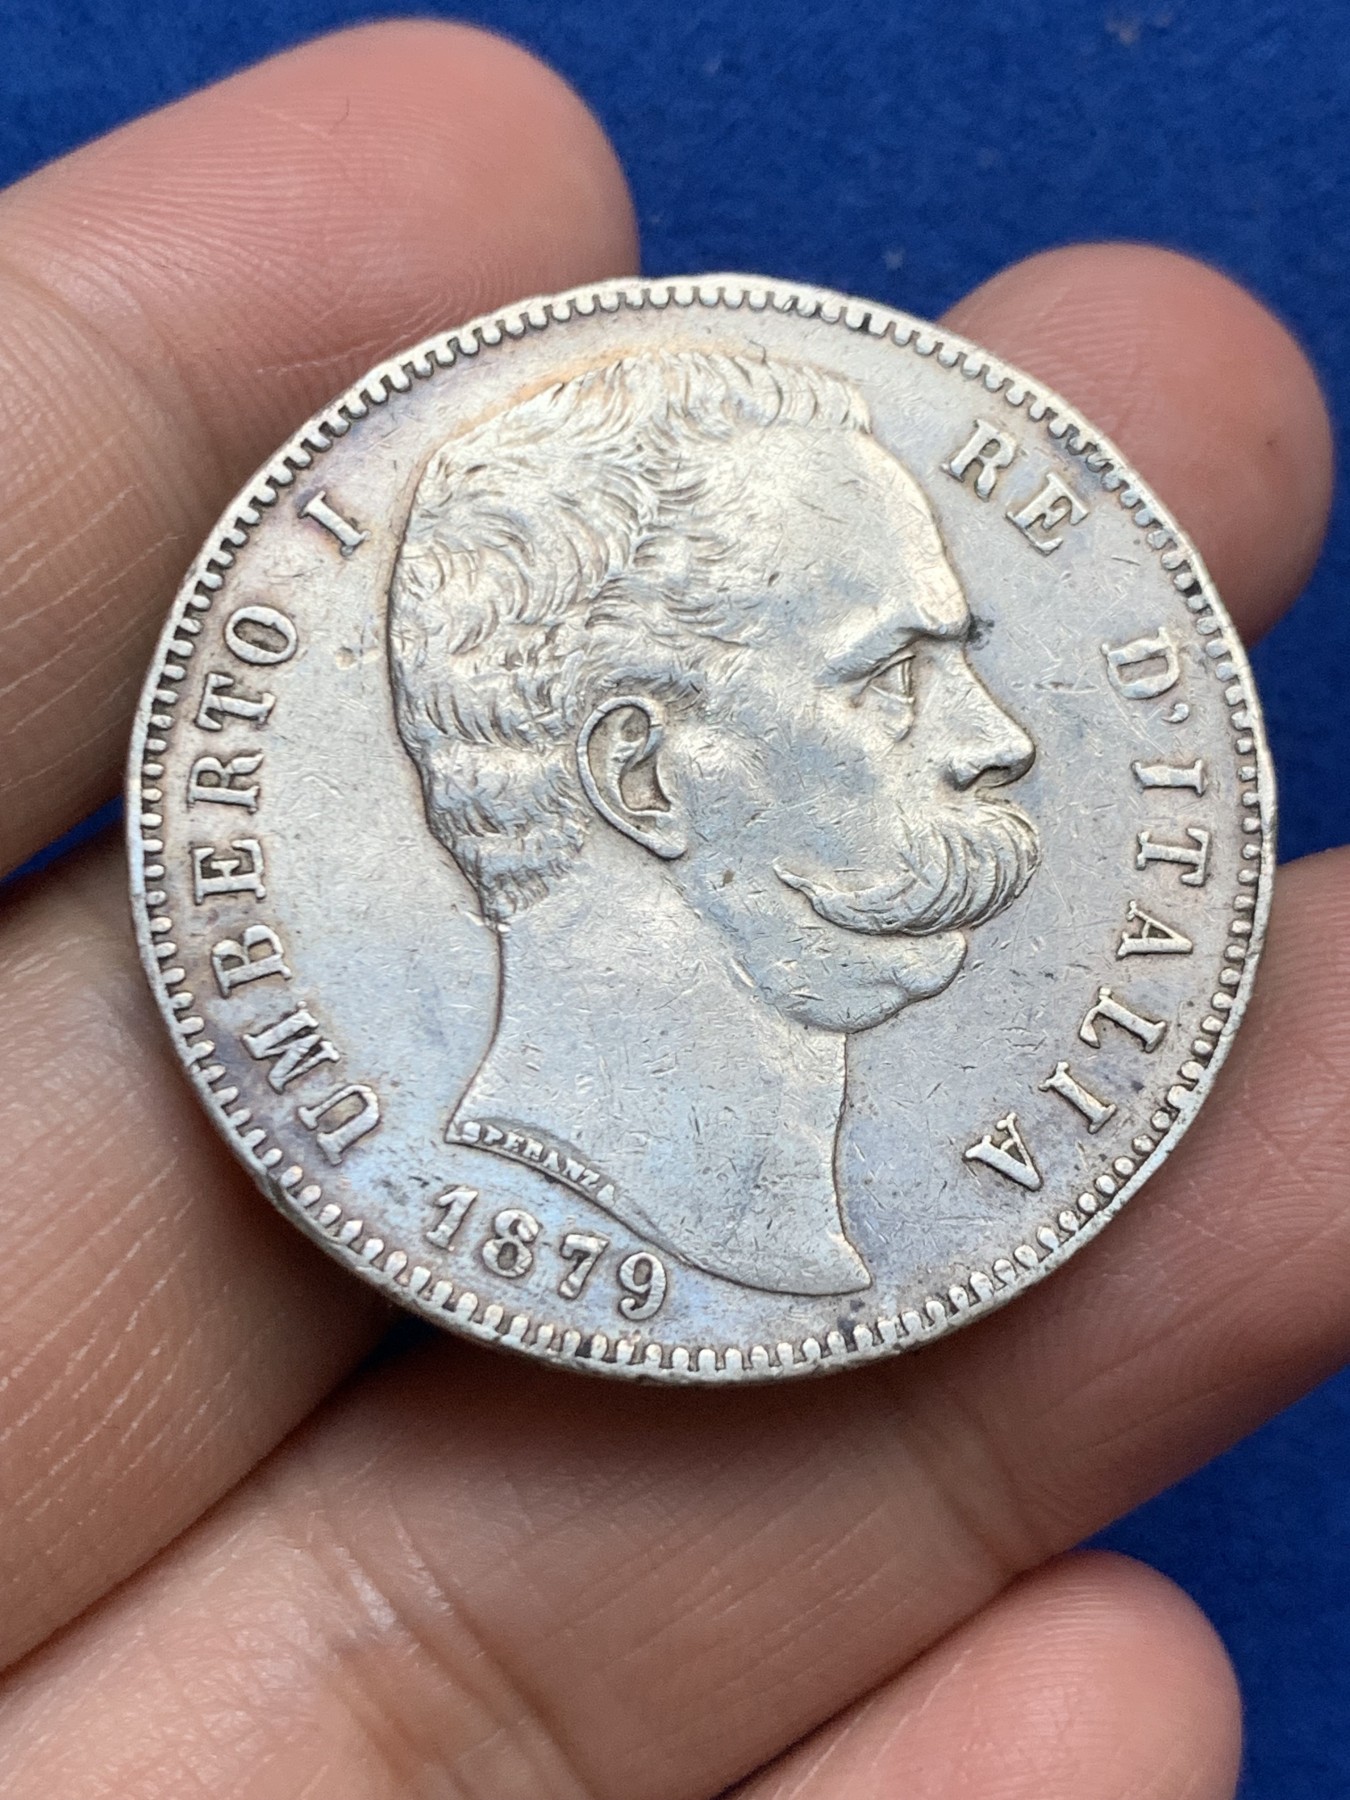 UMBERTO I RE D'ITALIA
SPERANZA
1879